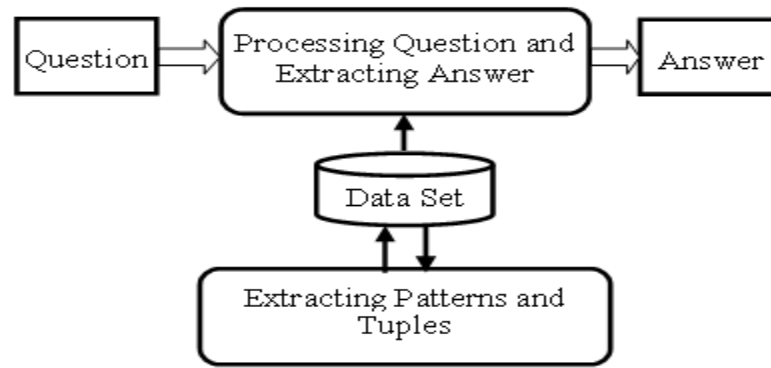 Question
Processing Question and
Extracting Answer
Answer
Data Set
Extracting Patterns and
Tuples